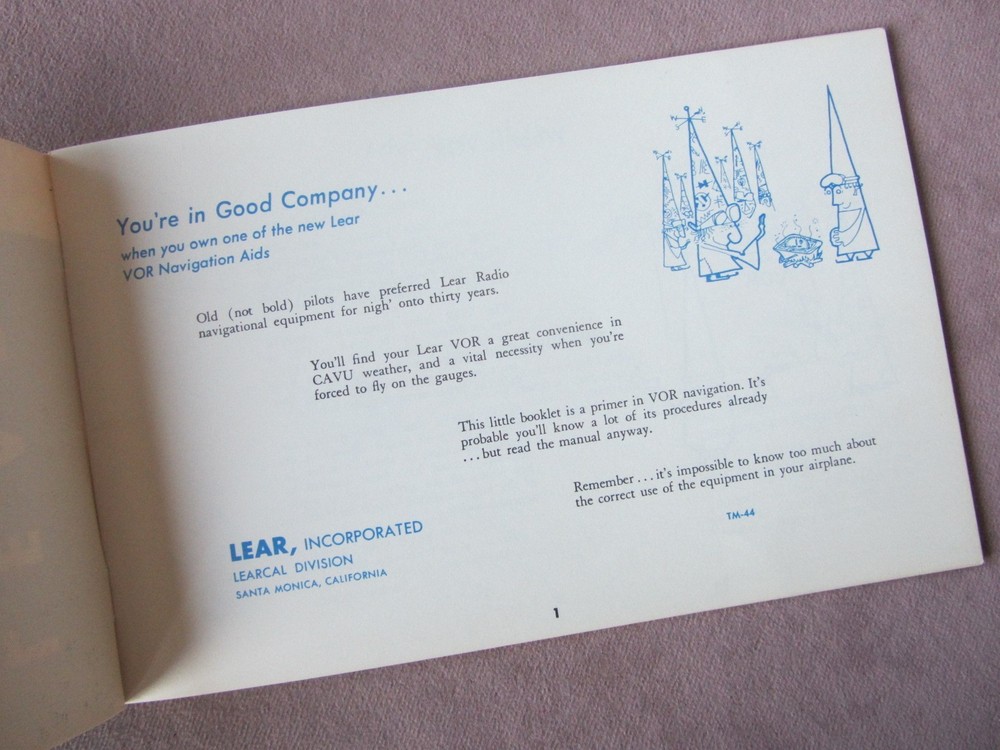 You're in Good Company...
when you own one of the new Lear
VOR Navigation Aids
Old (not bold) pilots have preferred Lear Radio
navigational equipment for nigh' onto thirty years.
You'll find your Lear VOR a great convenience in
CAVU weather, and a vital necessity when you're
forced to fly on the gauges.
This little booklet is a primer in VOR navigation. It's
probable you'll know a lot of its procedures already
...but read the manual anyway.
Remember...it's impossible to know too much about
the correct use of the equipment in your airplane.
TM-44
LEAR, INCORPORATED
LEARCAL DIVISION
SANTA MONICA, CALIFORNIA
1